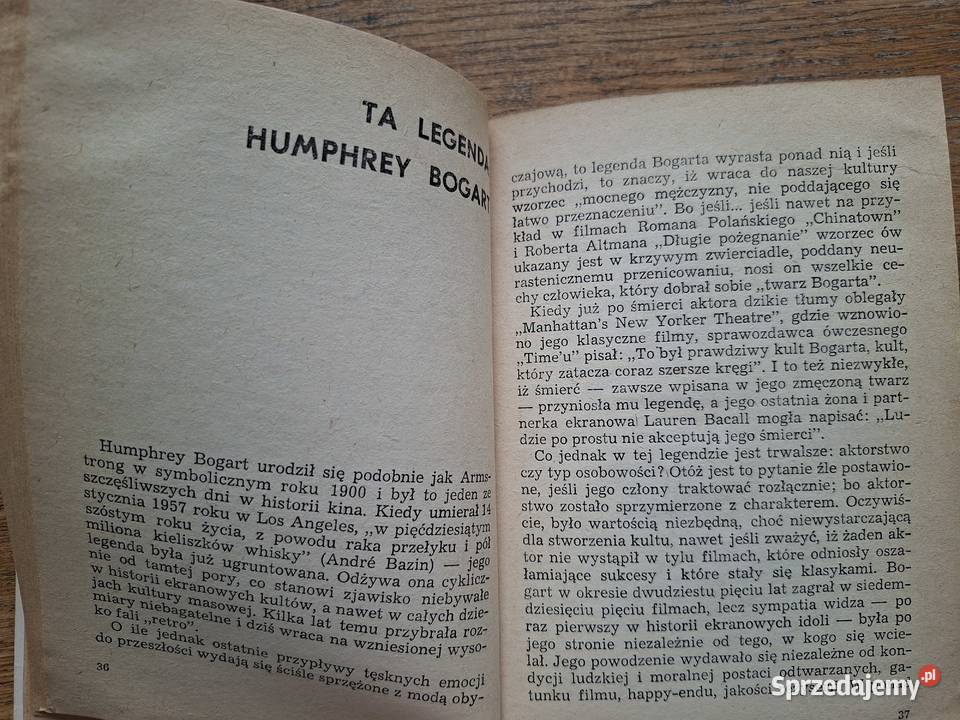 TA LEGENDA
HUMPHREY BOGART
Humphrey Bogart urodził się podobnie jak Arms-
trong w symbolicznym roku 1900 i był to jeden ze
szczęśliwszych dni w historii kina. Kiedy umierał 14
stycznia 1957 roku w Los Angeles, „w pięćdziesiątym
szóstym roku życia, z powodu raka przełyku i pół
miliona kieliszków whisky” (André Bazin) — jego
legenda była już ugruntowana. Odżywa ona cyklicz-
nie od tamtej pory, co stanowi zjawisko niebywałe
w historii ekranowych kultów, a nawet w całych dzie-
jach kultury masowej. Kilka lat temu przybrała roz-
miary niebagatelne i dziś wraca na wzniesionej wyso-
ko fali „retro”.
O ile jednak ostatnie przypływy tęsknych emocji
do przeszłości wydają się ściśle sprzężone z modą oby-
36
czajową, to legenda Bogarta wyrasta ponad nią i jeśli
przychodzi, to znaczy, iż wraca do naszej kultury
wzorzec „mocnego mężczyzny, nie poddającego się
łatwo przeznaczeniu”. Bo jeśli... jeśli nawet na przy-
kład w filmach Romana Polańskiego „Chinatown”
i Roberta Altmana „Długie pożegnanie” wzorzec ów
ukazany jest w krzywym zwierciadle, poddany neu-
rastenicznemu przenicowaniu, nosi on wszelkie ce-
chy człowieka, który dobrał sobie „twarz Bogarta”.
Kiedy już po śmierci aktora dzikie tłumy oblegały
„Manhattan’s New Yorker Theatre”, gdzie wznowio-
no jego klasyczne filmy, sprawozdawca ówczesnego
„Time’u” pisał: „To był prawdziwy kult Bogarta, kult,
który zatacza coraz szersze kręgi”. I to też niezwykłe,
iż śmierć — zawsze wpisana w jego zmęczoną twarz
— przyniosła mu legendę, a jego ostatnia żona i part-
nerka ekranowa Lauren Bacall mogła napisać: „Lu-
dzie po prostu nie akceptują jego śmierci”.
Co jednak w tej legendzie jest trwalsze: aktorstwo
czy typ osobowości? Otóż jest to pytanie źle postawio-
ne, jeśli jego człony traktować rozłącznie; bo aktor-
stwo zostało sprzymierzone z charakterem. Oczywiś-
cie, było wartością niezbędną, choć niewystarczającą
dla stworzenia kultu, nawet jeśli zważyć, iż żaden ak-
tor nie wystąpił w tylu filmach, które odniosły osza-
łamiające sukcesy i które stały się klasykami. Bo-
gart w okresie dwudziestu pięciu lat zagrał w siedem-
dziesięciu pięciu filmach, lecz sympatia widza — po
raz pierwszy w historii ekranowych idoli — była po
jego stronie niezależnie od tego, w kogo się wcie-
lał. Jego powodzenie wydawało się niezależne od kon-
dycji ludzkiej i moralnej postaci odtwarzanych, ga-
tunku filmu, happy-endu, jakości
37
Sprzedajemy.pl